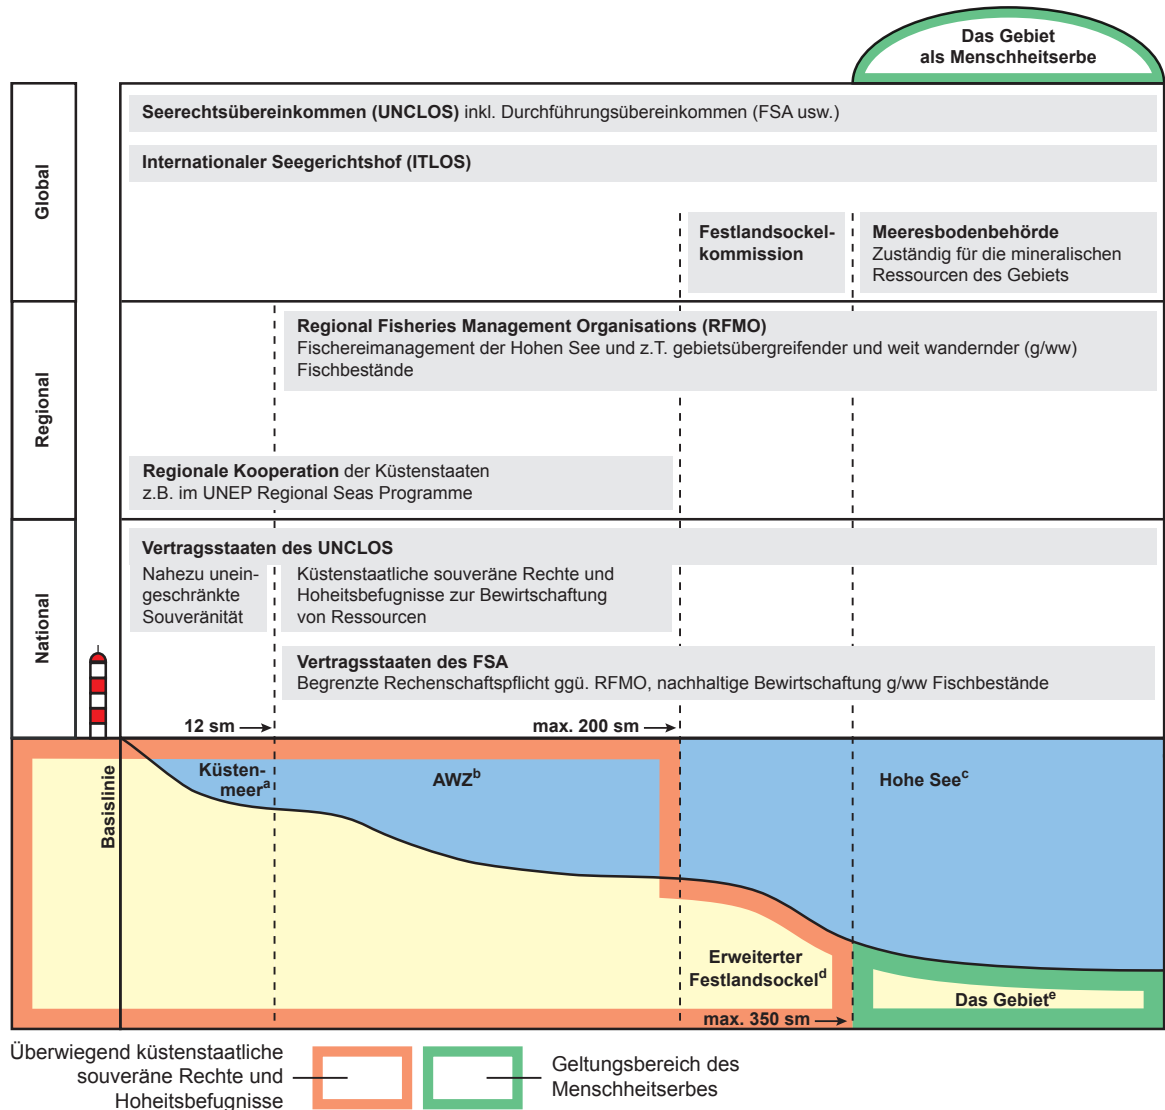 Das Gebiet
als Menschheitserbe
Global
Seerechtsübereinkommen (UNCLOS) inkl. Durchführungsübereinkommen (FSA usw.)
Internationaler Seegerichtshof (ITLOS)
Festlandsockel-
kommission
Meeresbodenbehörde
Zuständig für die mineralischen
Ressourcen des Gebiets
Regional
Regional Fisheries Management Organisations (RFMO)
Fischereimanagement der Hohen See und z.T. gebietsübergreifender und weit wandernder (g/ww)
Fischbestände
Regionale Kooperation der Küstenstaaten
z.B. im UNEP Regional Seas Programme
National
Vertragsstaaten des UNCLOS
Nahezu unein-
geschränkte
Souveränität
Küstenstaatliche souveräne Rechte und
Hoheitsbefugnisse zur Bewirtschaftung
von Ressourcen
Vertragsstaaten des FSA
Begrenzte Rechenschaftspflicht ggü. RFMO, nachhaltige Bewirtschaftung g/ww Fischbestände
12 sm
max. 200 sm
Basislinie
Küsten-
meerᵃ
AWZᵇ
Hohe Seeᶜ
Erweiterter
Festlandsockelᵈ
Das Gebietᵉ
max. 350 sm
Überwiegend küstenstaatliche
souveräne Rechte und
Hoheitsbefugnisse
Geltungsbereich des
Menschheitserbes